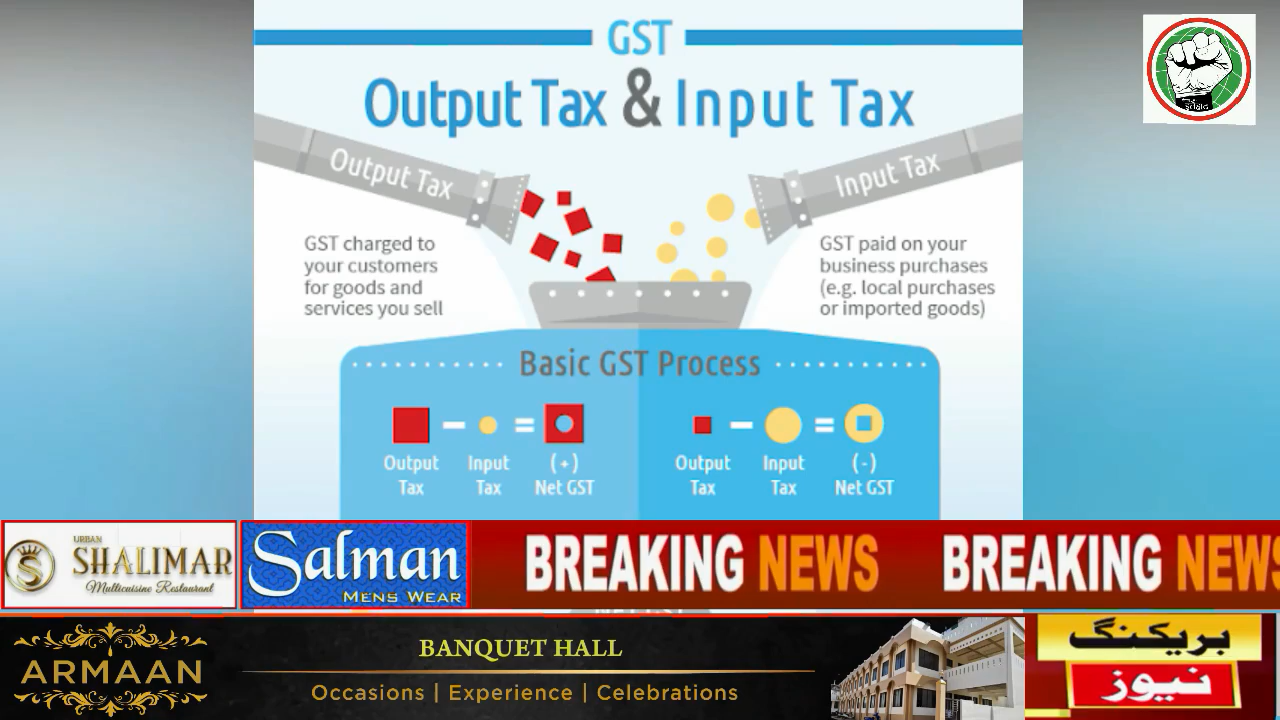 GST
Output Tax & Input Tax
Output Tax
Input Tax
GST charged to
your customers
for goods and
services you sell
GST paid on your
business purchases
(e.g. local purchases
or imported goods)
Basic GST Process
Output
Tax
Input
Tax
(+)
Net GST
Output
Tax
Input
Tax
(-)
Net GST
URBAN
SHALIMAR
Multicuisine Restaurant
Salman
MENS WEAR
BREAKING NEWS
BREAKING NEWS
ARMAAN
BANQUET HALL
Occasions | Experience | Celebrations
بریکنگ
نیوز